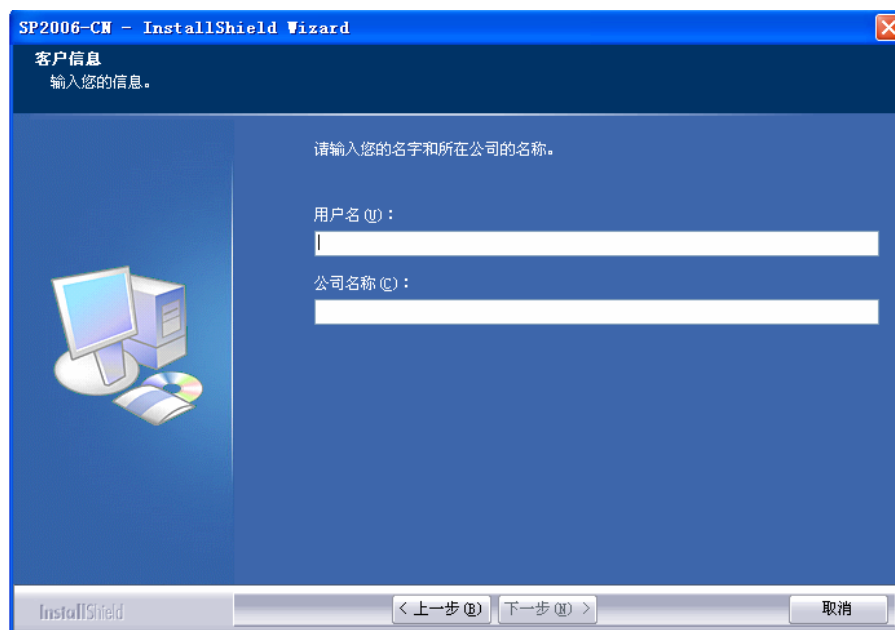 SP2006-CN - InstallShield Wizard
客户信息
输入您的信息。
请输入您的名字和所在公司的名称。
用户名(U):
公司名称(C):
InstallShield
< 上一步(B)
下一步(N) >
取消